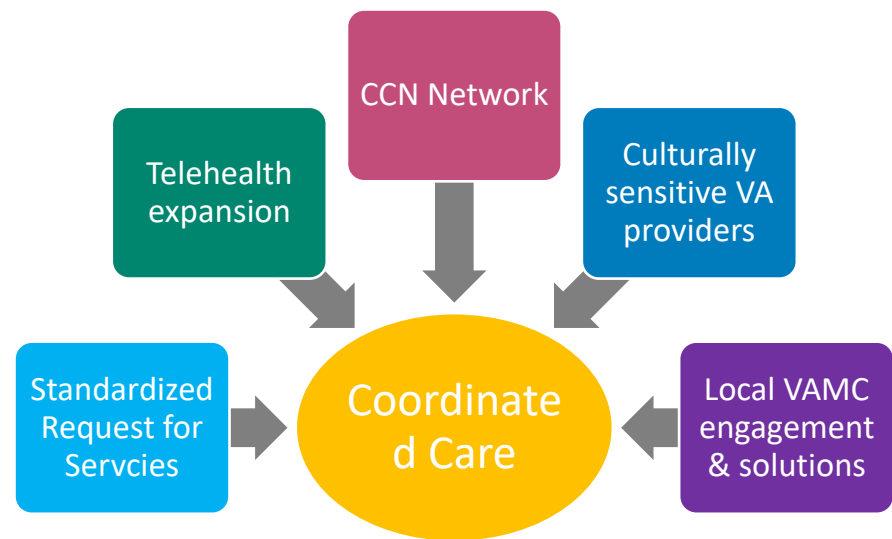 CCN Network
Telehealth
expansion
Culturally
sensitive VA
providers
Standardized
Request for
Servcies
Coordinate
d Care
Local VAMC
engagement
& solutions